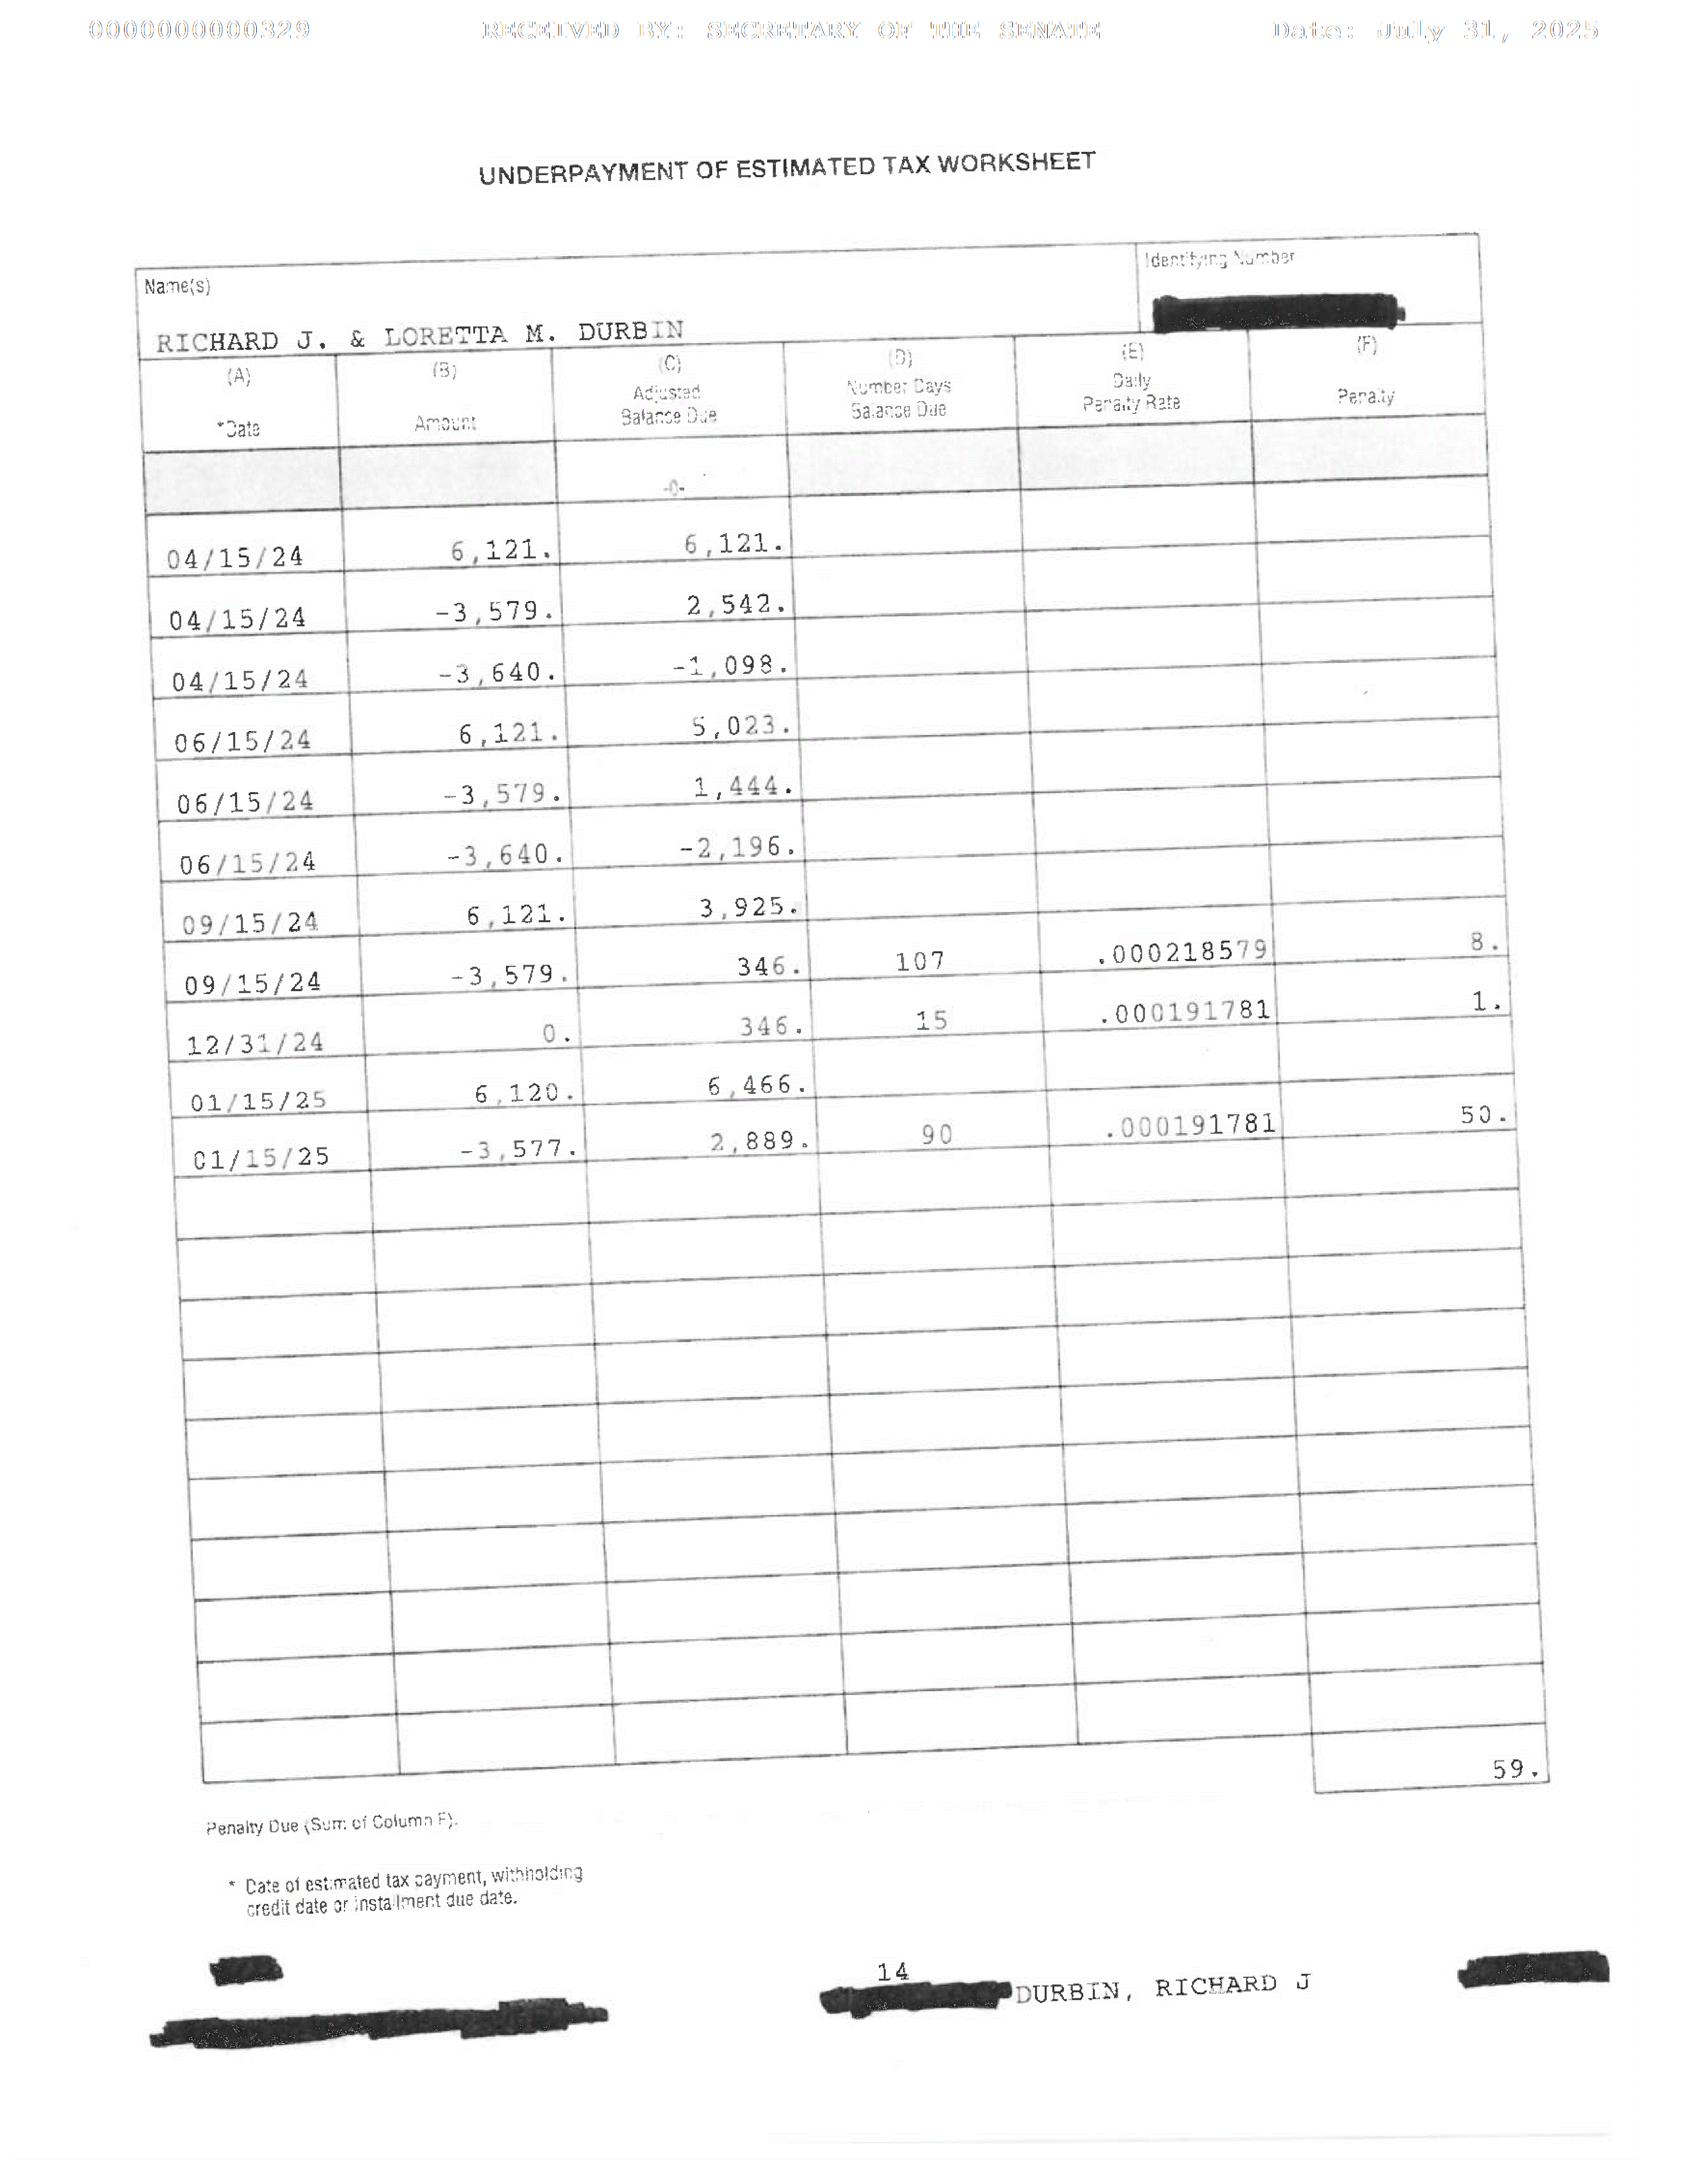 0000000000329 RECEIVED BY: SECRETARY OF THE SENATE Date: July 31, 2025
UNDERPAYMENT OF ESTIMATED TAX WORKSHEET
Name(s) Identifying Number
RICHARD J. & LORETTA M. DURBIN
(A) (B) (C) (D) (E) (F)
*Date Amount Adjusted Balance Due Number Days Balance Due Daily Penalty Rate Penalty
-0-
04/15/24 6,121. 6,121.
04/15/24 -3,579. 2,542.
04/15/24 -3,640. -1,098.
06/15/24 6,121. 5,023.
06/15/24 -3,579. 1,444.
06/15/24 -3,640. -2,196.
09/15/24 6,121. 3,925.
09/15/24 -3,579. 346. 107 .000218579 8.
12/31/24 0. 346. 15 .000191781 1.
01/15/25 6,120. 6,466.
01/15/25 -3,577. 2,889. 90 .000191781 50.
59.
Penalty Due (Sum of Column F).
* Date of estimated tax payment, withholding
credit date or installment due date.
14
DURBIN, RICHARD J